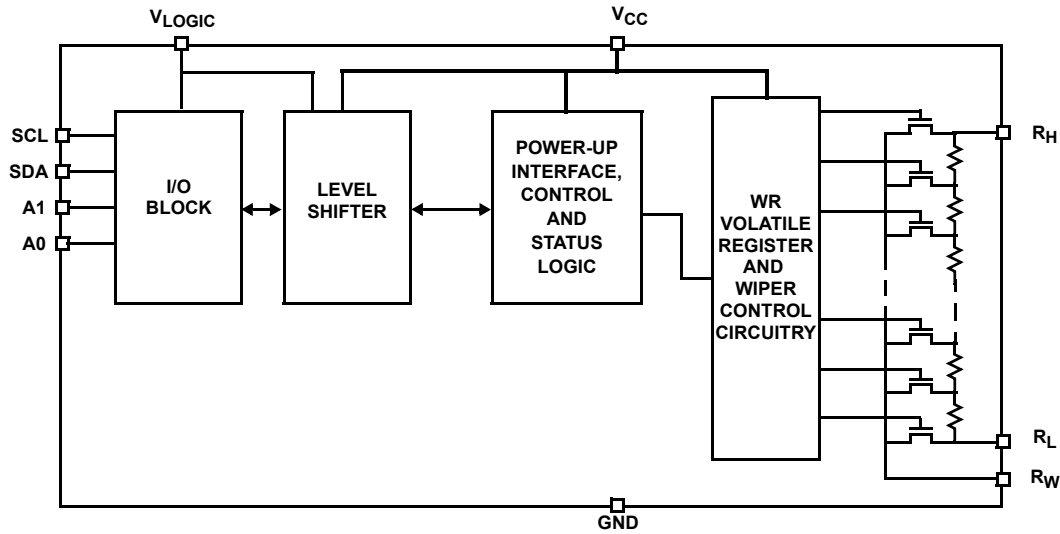 VLOGIC
VCC
SCL
SDA
A1
A0
I/O
BLOCK
LEVEL
SHIFTER
POWER-UP
INTERFACE,
CONTROL
AND
STATUS
LOGIC
WR
VOLATILE
REGISTER
AND
WIPER
CONTROL
CIRCUITRY
RH
RL
RW
GND